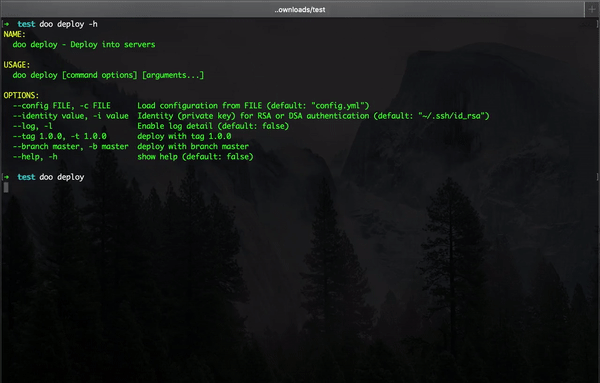 ..ownloads/test
➜ test doo deploy -h
NAME:
doo deploy - Deploy into servers
USAGE:
doo deploy [command options] [arguments...]
OPTIONS:
--config FILE, -c FILE Load configuration from FILE (default: "config.yml")
--identity value, -i value Identity (private key) for RSA or DSA authentication (default: "~/.ssh/id_rsa")
--log, -l Enable log detail (default: false)
--tag 1.0.0, -t 1.0.0 deploy with tag 1.0.0
--branch master, -b master deploy with branch master
--help, -h show help (default: false)
➜ test doo deploy